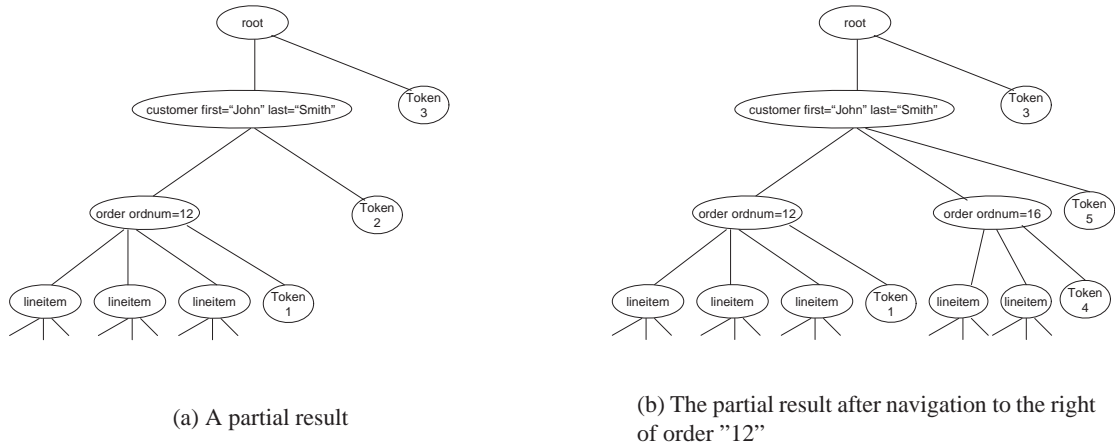 root
customer first=“John” last=“Smith”
Token
3
order ordnum=12
Token
2
lineitem
lineitem
lineitem
Token
1
(a) A partial result
root
customer first=“John” last=“Smith”
Token
3
order ordnum=12
order ordnum=16
Token
5
lineitem
lineitem
lineitem
Token
1
lineitem
lineitem
Token
4
(b) The partial result after navigation to the right
of order ”12”